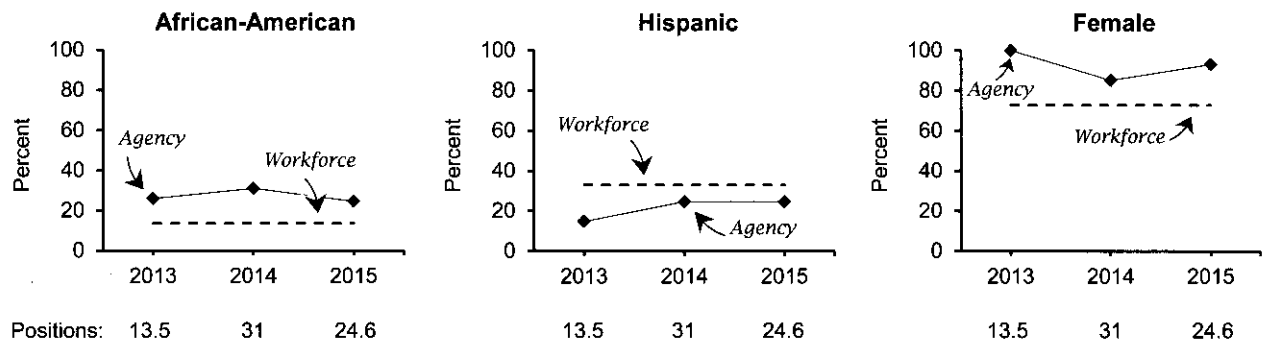 African-American
Hispanic
Female
Percent
100
80
60
40
20
0
Agency
Workforce
2013
2014
2015
Percent
100
80
60
40
20
0
Workforce
Agency
2013
2014
2015
Percent
100
80
60
40
20
0
Agency
Workforce
2013
2014
2015
Positions: 13.5 31 24.6
13.5 31 24.6
13.5 31 24.6